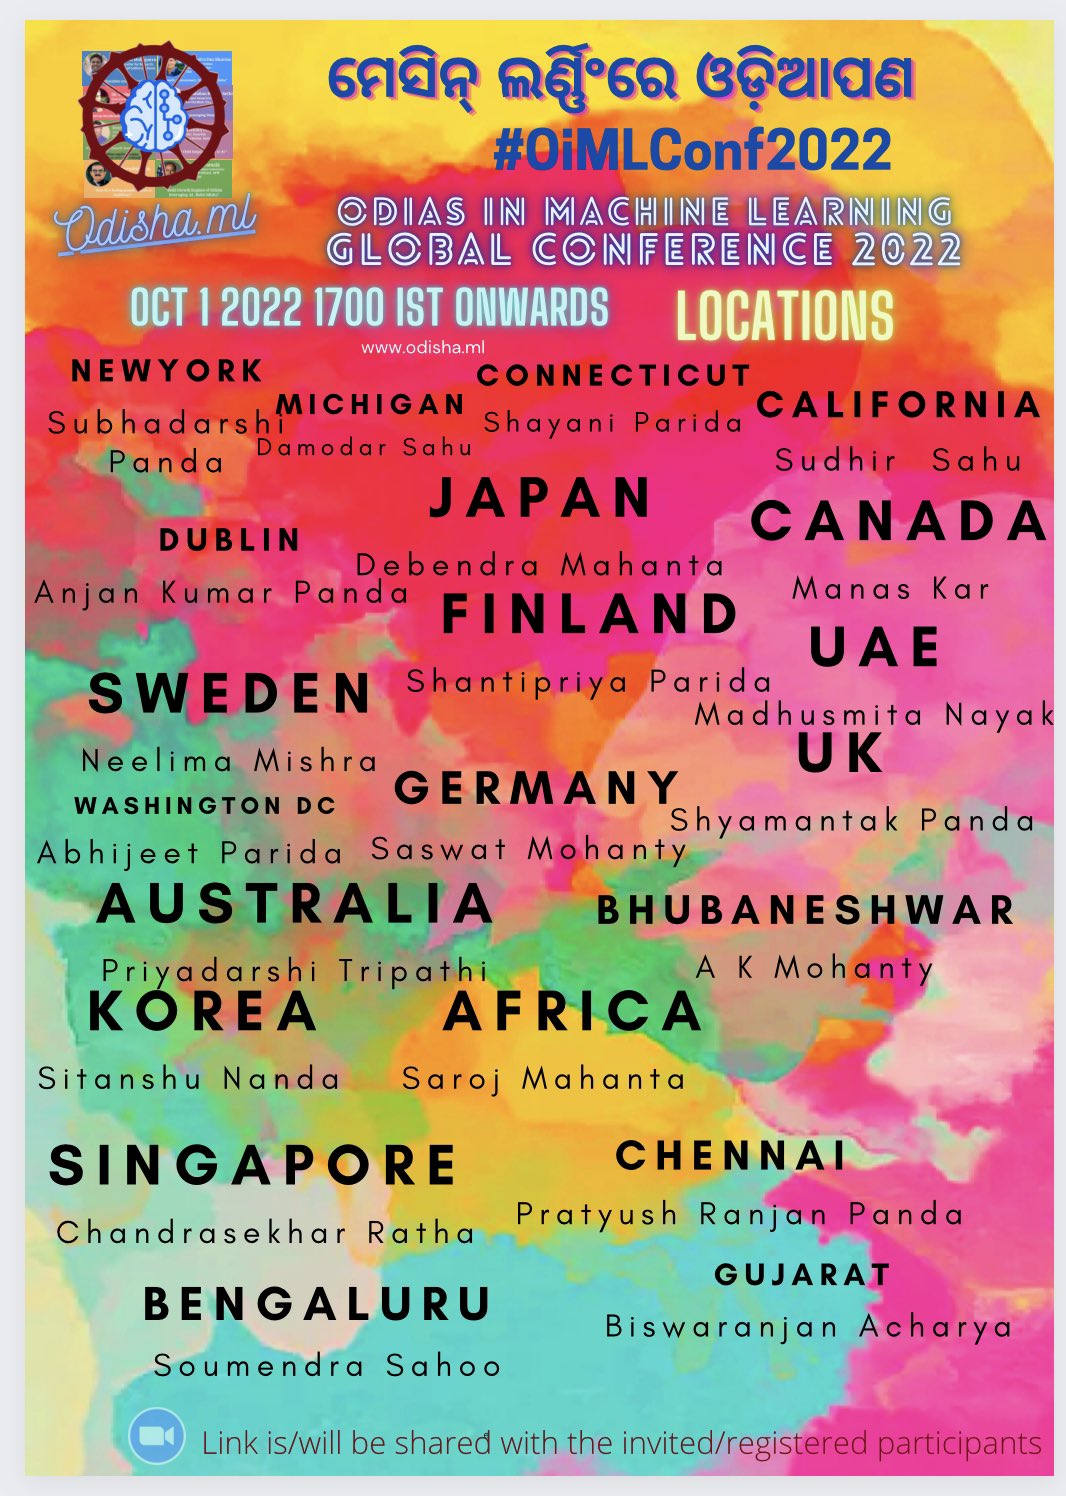 ମେସିନ୍ ଲର୍ଣ୍ଣିଂରେ ଓଡ଼ିଆପଣ
#OiMLConf2022
Odisha.ml
ODIAS IN MACHINE LEARNING
GLOBAL CONFERENCE 2022
OCT 1 2022 1700 IST ONWARDS
LOCATIONS
www.odisha.ml
NEWYORK
Subhadarshi
Panda
MICHIGAN
Damodar Sahu
CONNECTICUT
Shayani Parida
CALIFORNIA
Sudhir Sahu
JAPAN
Debendra Mahanta
CANADA
Manas Kar
DUBLIN
Anjan Kumar Panda
FINLAND
Shantipriya Parida
UAE
Madhusmita Nayak
SWEDEN
Neelima Mishra
UK
Shyamantak Panda
WASHINGTON DC
Abhijeet Parida
GERMANY
Saswat Mohanty
AUSTRALIA
Priyadarshi Tripathi
BHUBANESHWAR
A K Mohanty
KOREA
Sitanshu Nanda
AFRICA
Saroj Mahanta
SINGAPORE
Chandrasekhar Ratha
CHENNAI
Pratyush Ranjan Panda
BENGALURU
Soumendra Sahoo
GUJARAT
Biswaranjan Acharya
Link is/will be shared with the invited/registered participants